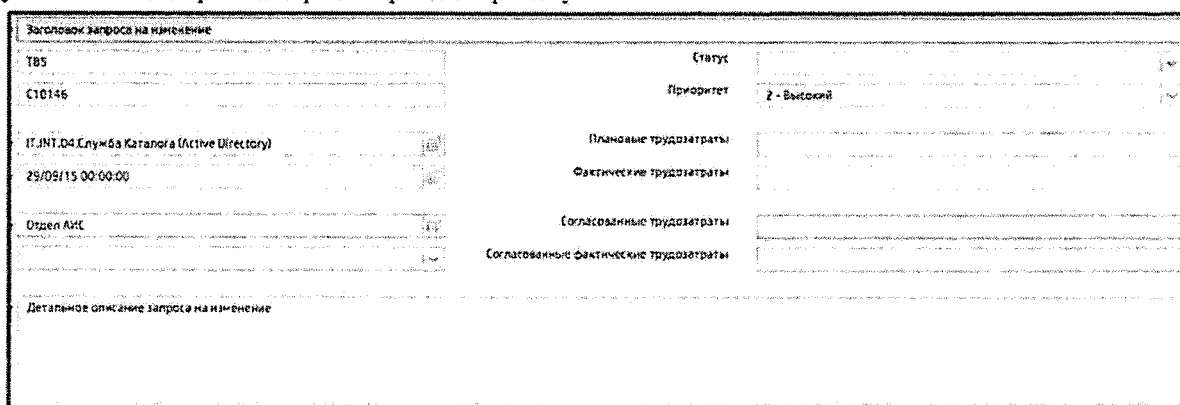 Заголовок запроса на изменение
T85
Статус
C10146
Приоритет
2 - Высокий
IT.INT.04.Служба Каталога (Active Directory)
Плановые трудозатраты
29/09/15 00:00:00
Фактические трудозатраты
Отдел АИС
Согласованные трудозатраты
Согласованные фактические трудозатраты
Детальное описание запроса на изменение